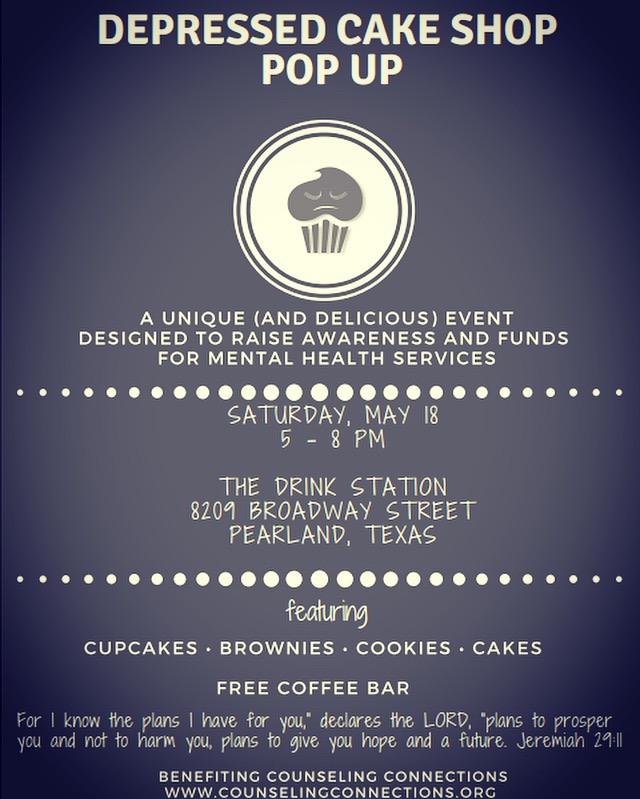 DEPRESSED CAKE SHOP
POP UP
A UNIQUE (AND DELICIOUS) EVENT
DESIGNED TO RAISE AWARENESS AND FUNDS
FOR MENTAL HEALTH SERVICES
SATURDAY, MAY 18
5 - 8 PM
THE DRINK STATION
8209 BROADWAY STREET
PEARLAND, TEXAS
featuring
CUPCAKES • BROWNIES • COOKIES • CAKES
FREE COFFEE BAR
For I know the plans I have for you," declares the LORD, "plans to prosper
you and not to harm you, plans to give you hope and a future. Jeremiah 29:11
BENEFITING COUNSELING CONNECTIONS
WWW.COUNSELINGCONNECTIONS.ORG